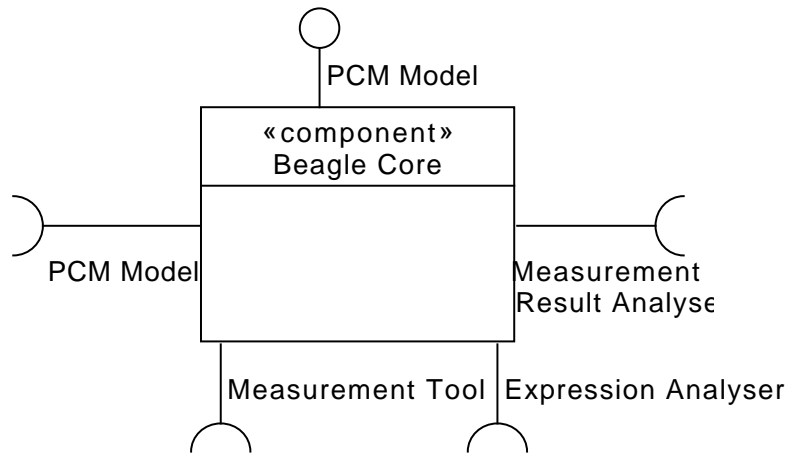 PCM Model
«component»
Beagle Core
PCM Model
Measurement
Result Analyse
Measurement Tool
Expression Analyser